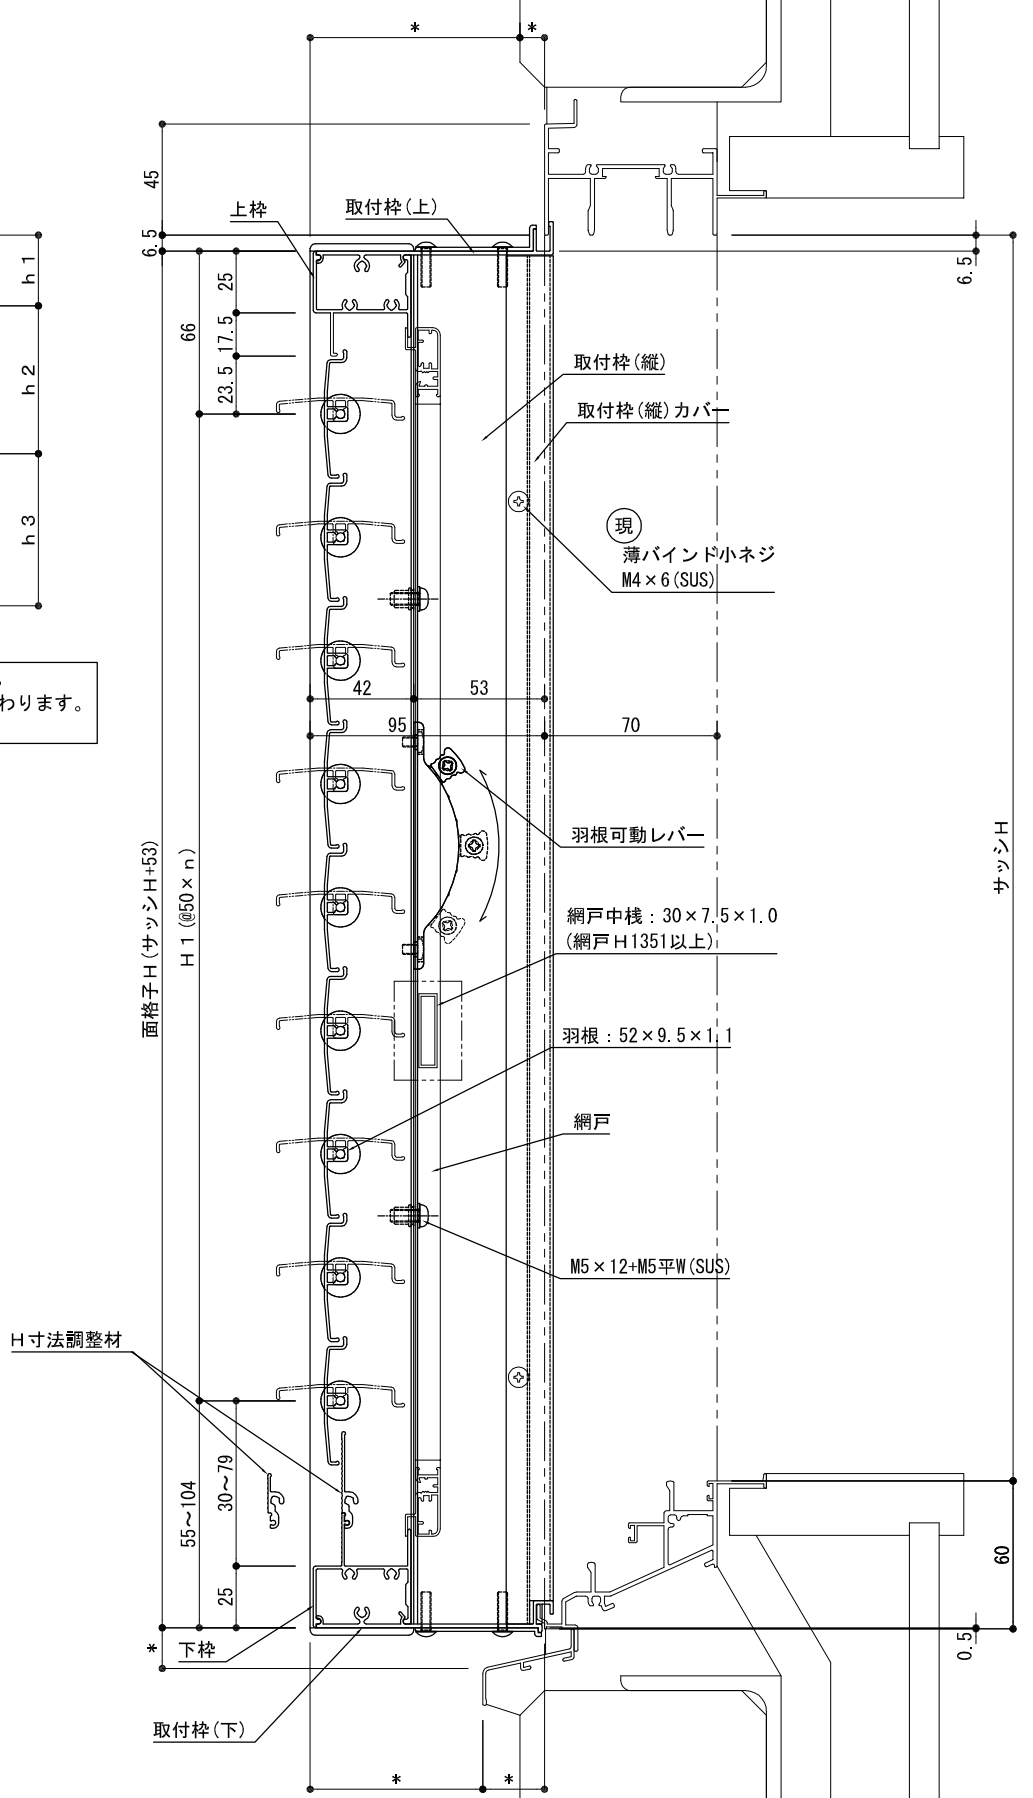 *
*
45
6.5
上枠
取付枠(上)
6.5
h1
h2
h3
66
25
17.5
23.5
取付枠(縦)
取付枠(縦)カバー
現
薄バインド小ネジ
M4×6(SUS)
わります。
42
53
95
70
羽根可動レバー
サッシH
面格子H(サッシH+53)
H1(@50×n)
網戸中桟：30×7.5×1.0
(網戸H1351以上)
羽根：52×9.5×1.1
網戸
M5×12+M5平W(SUS)
H寸法調整材
55〜104
30〜79
25
60
0.5
*
下枠
取付枠(下)
*
*